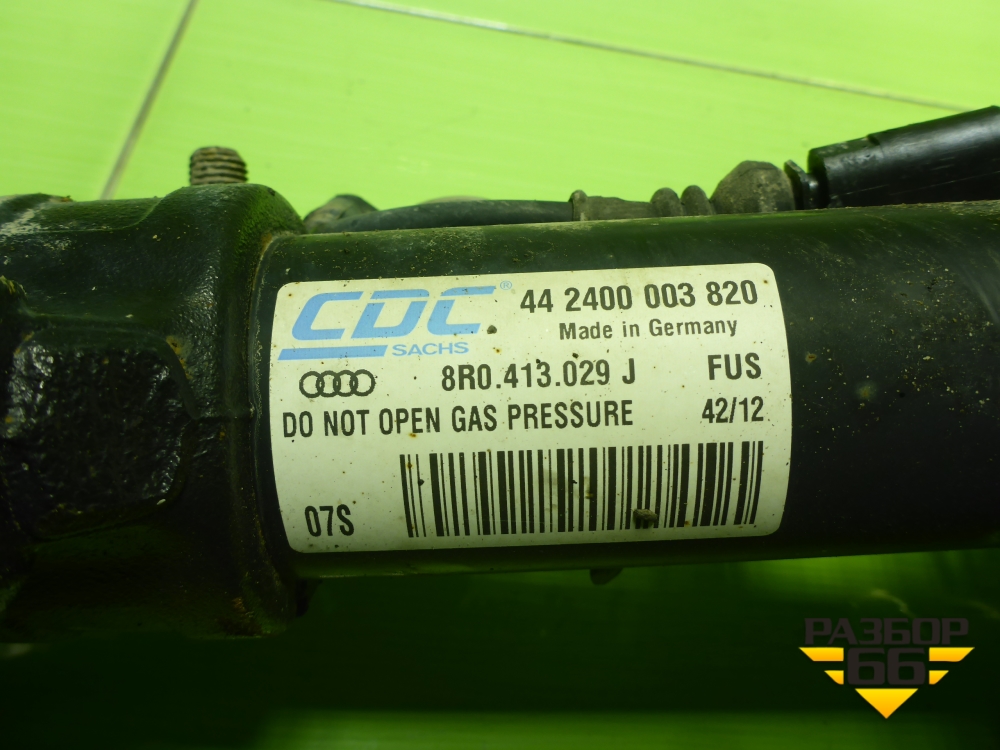 CDC® 44 2400 003 820
SACHS Made in Germany
8R0.413.029 J FUS
DO NOT OPEN GAS PRESSURE 42/12
07S
РАЗБОР
66